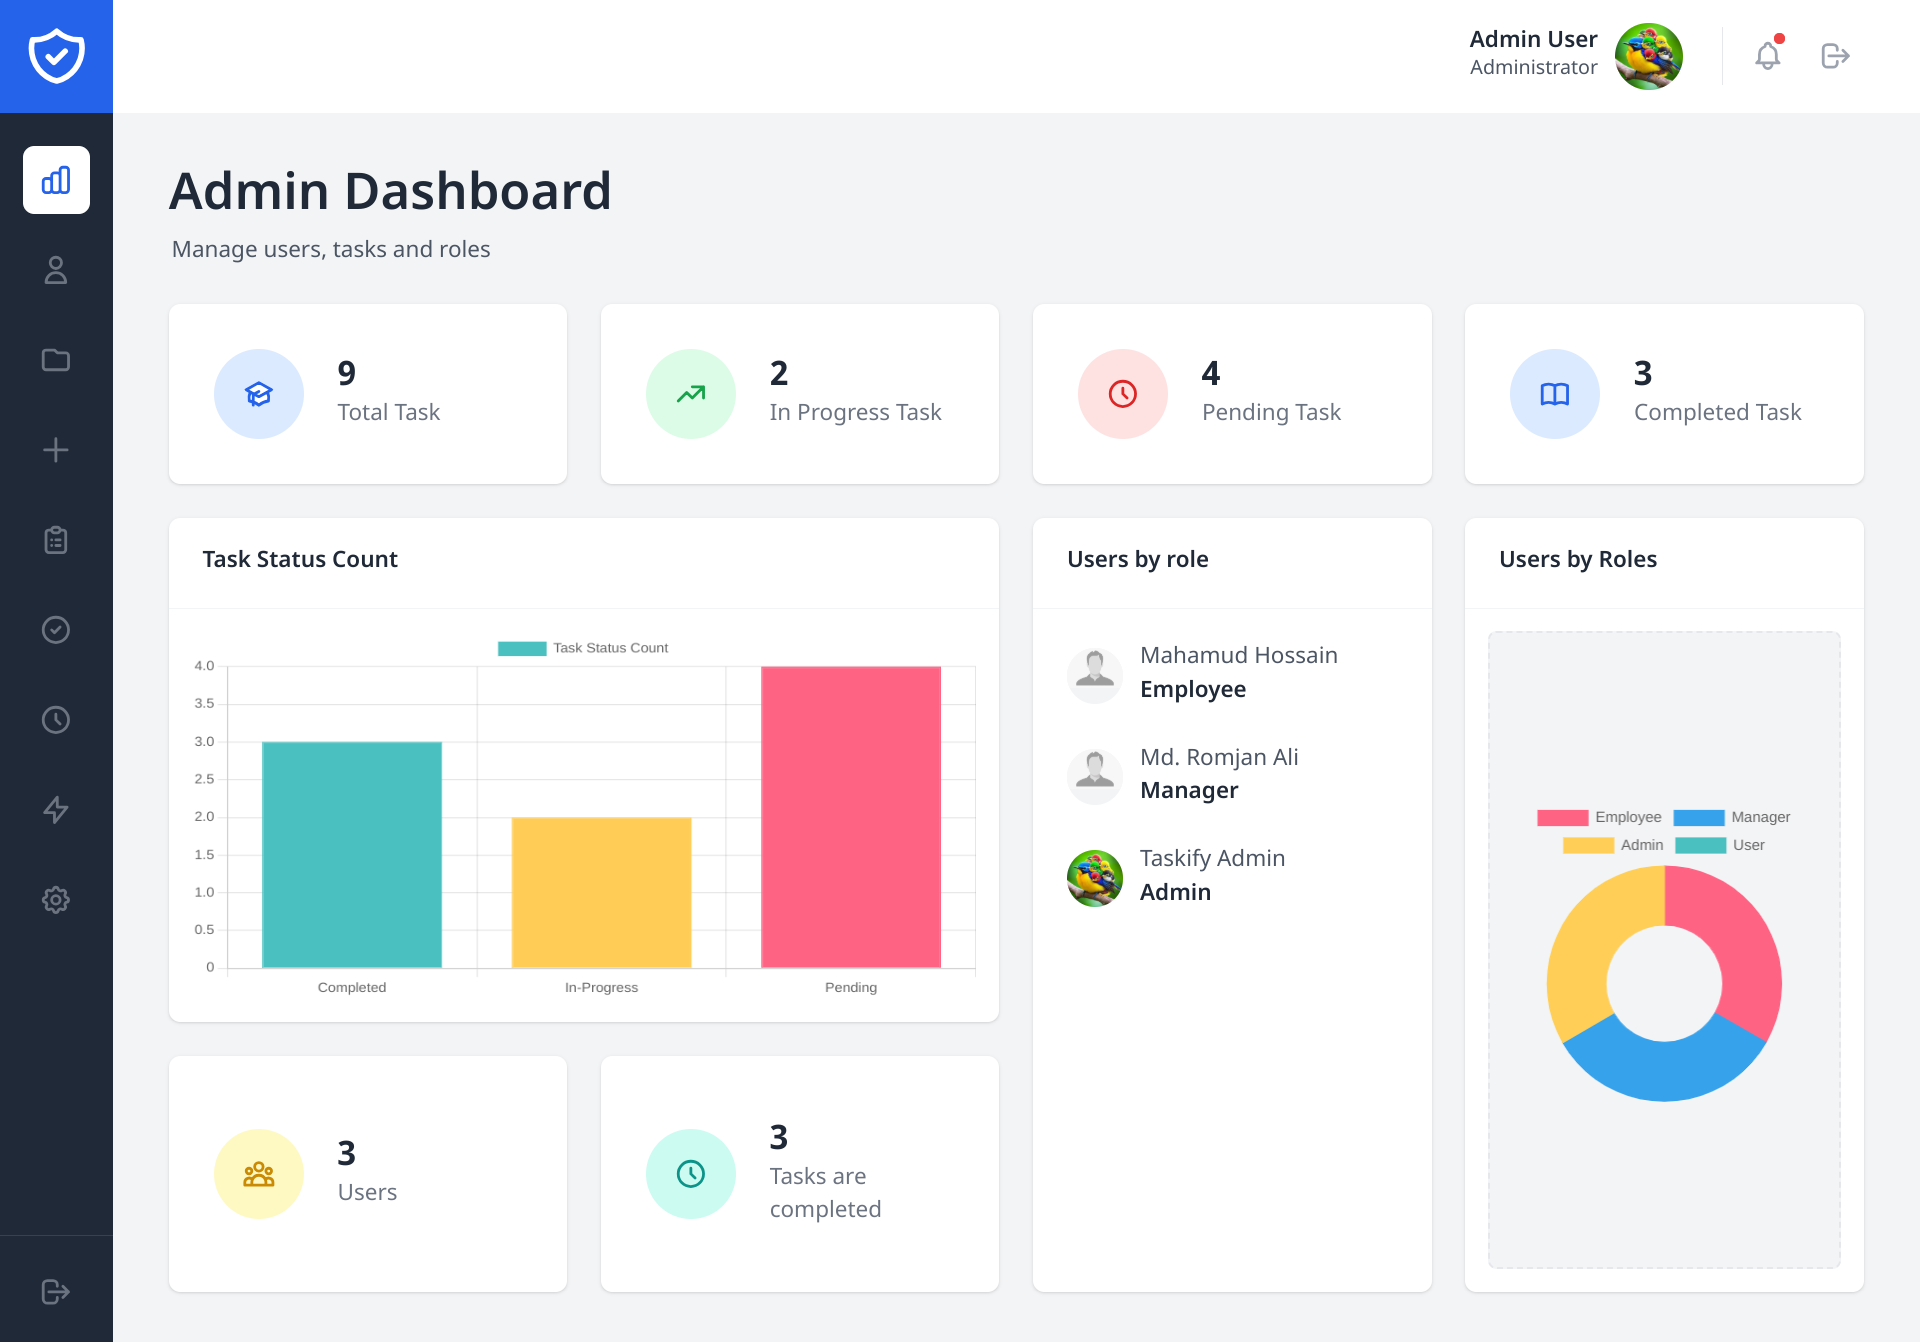 Admin User
Administrator
Admin Dashboard
Manage users, tasks and roles
9
Total Task
2
In Progress Task
4
Pending Task
3
Completed Task
Task Status Count
Task Status Count
4.0
3.5
3.0
2.5
2.0
1.5
1.0
0.5
0
Completed
In-Progress
Pending
Users by role
Mahamud Hossain
Employee
Md. Romjan Ali
Manager
Taskify Admin
Admin
Users by Roles
Employee
Manager
Admin
User
3
Users
3
Tasks are
completed